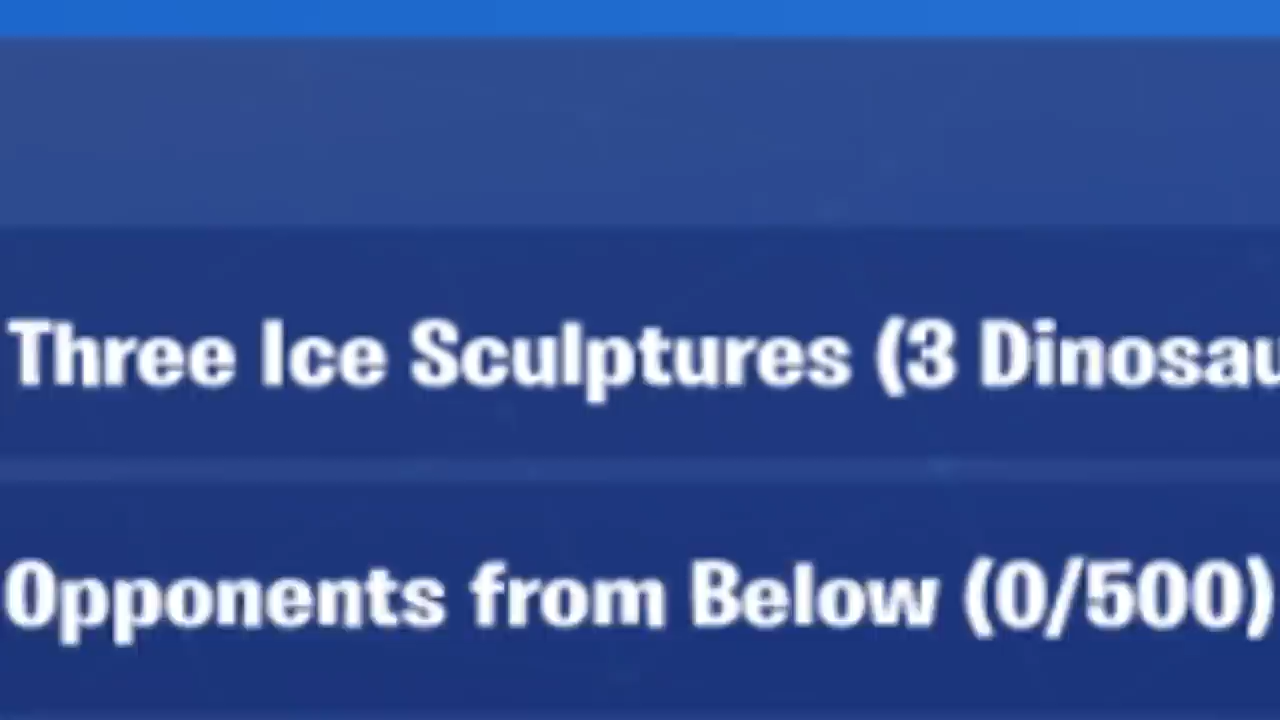 Three Ice Sculptures (3 Dinosau
Opponents from Below (0/500)